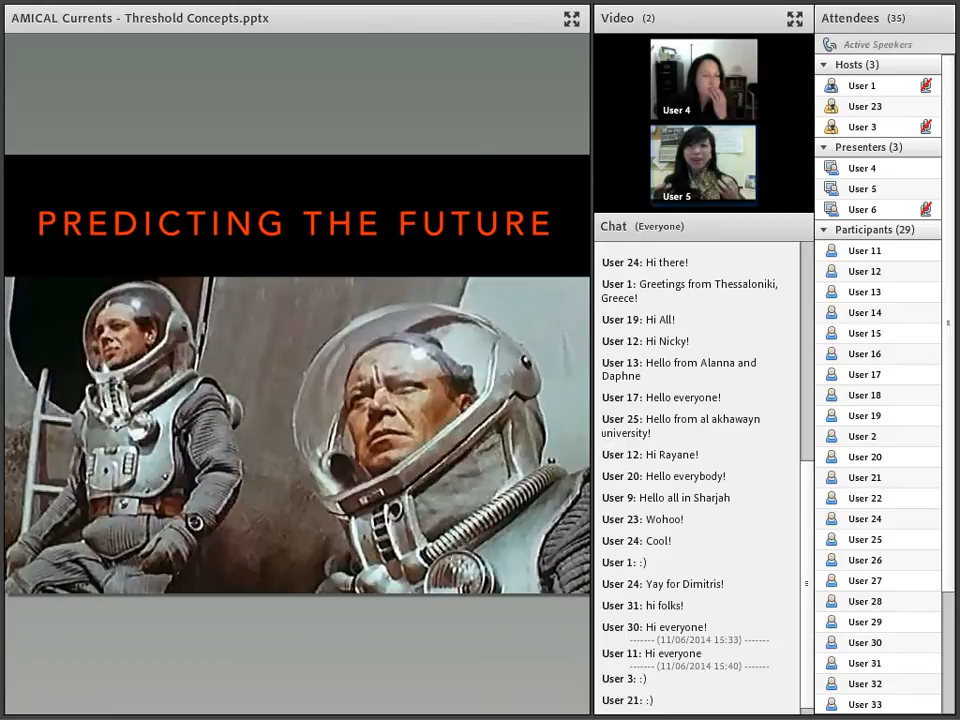 AMICAL Currents - Threshold Concepts.pptx
PREDICTING THE FUTURE
Video (2)
User 4
User 5
Chat (Everyone)
User 24: Hi there!
User 1: Greetings from Thessaloniki,
Greece!
User 19: Hi All!
User 12: Hi Nicky!
User 13: Hello from Alanna and
Daphne
User 17: Hello everyone!
User 25: Hello from al akhawayn
university!
User 12: Hi Rayane!
User 20: Hello everybody!
User 9: Hello all in Sharjah
User 23: Wohoo!
User 24: Cool!
User 1: :)
User 24: Yay for Dimitris!
User 31: hi folks!
User 30: Hi everyone!
------- (11/06/2014 15:33) -------
User 11: Hi everyone
------- (11/06/2014 15:40) -------
User 3: :)
User 21: :)
Attendees (35)
Active Speakers
Hosts (3)
User 1
User 23
User 3
Presenters (3)
User 4
User 5
User 6
Participants (29)
User 11
User 12
User 13
User 14
User 15
User 16
User 17
User 18
User 19
User 2
User 20
User 21
User 22
User 24
User 25
User 26
User 27
User 28
User 29
User 30
User 31
User 32
User 33